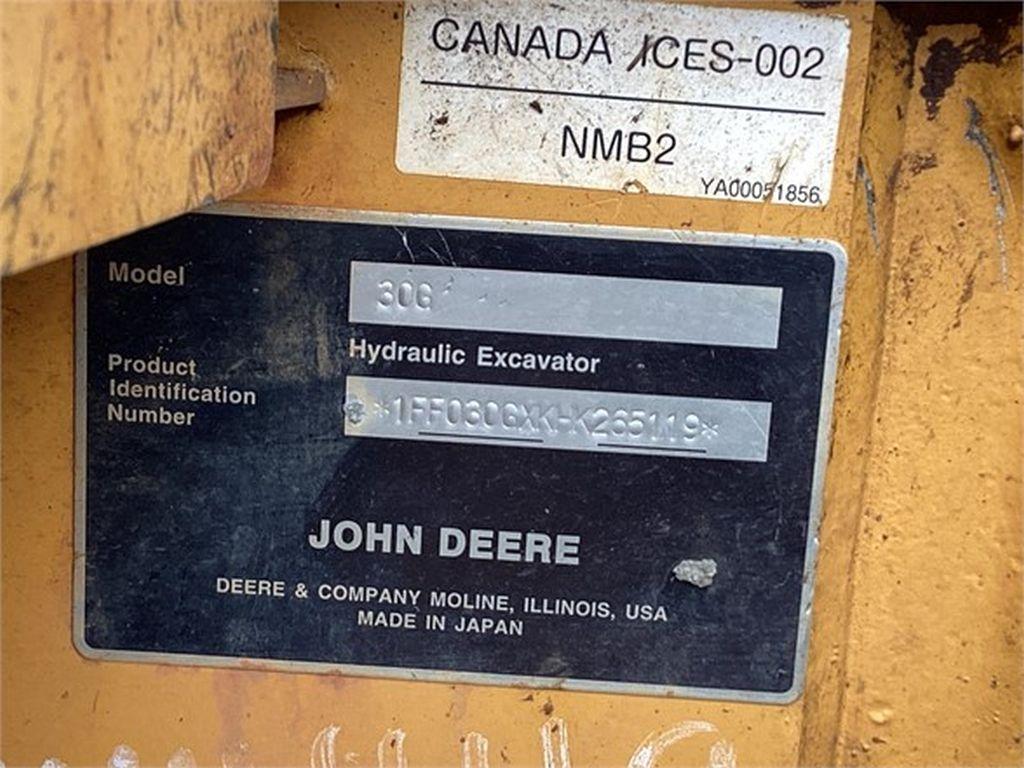 CANADA ICES-002
NMB2
YA00051856
Model
30G
Hydraulic Excavator
Product
Identification
Number
*1FF030GXKHK265119*
JOHN DEERE
DEERE & COMPANY MOLINE, ILLINOIS, USA
MADE IN JAPAN